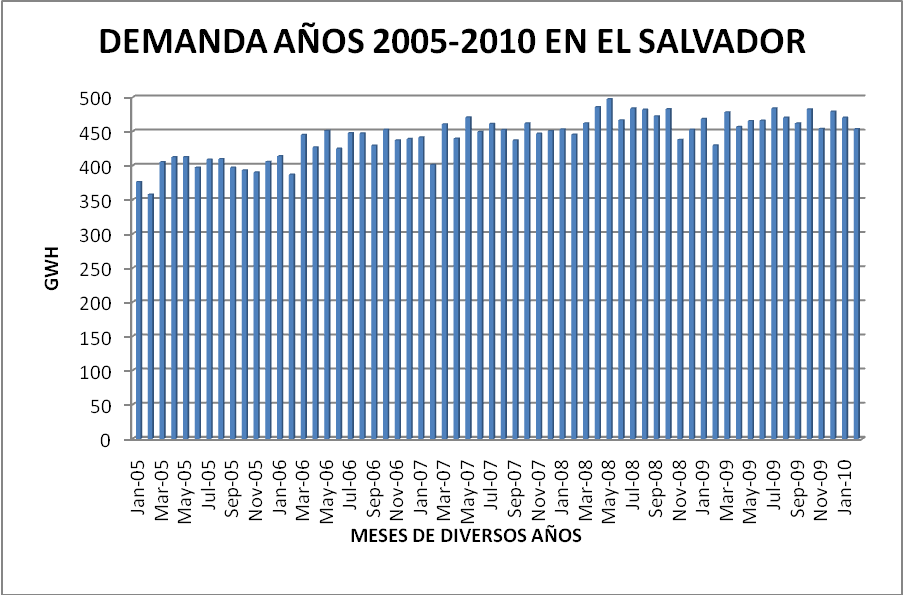 DEMANDA AÑOS 2005-2010 EN EL SALVADOR
500
450
400
350
300
250
200
150
100
50
0
GWH
Jan-05
Mar-05
May-05
Jul-05
Sep-05
Nov-05
Jan-06
Mar-06
May-06
Jul-06
Sep-06
Nov-06
Jan-07
Mar-07
May-07
Jul-07
Sep-07
Nov-07
Jan-08
Mar-08
May-08
Jul-08
Sep-08
Nov-08
Jan-09
Mar-09
May-09
Jul-09
Sep-09
Nov-09
Jan-10
MESES DE DIVERSOS AÑOS